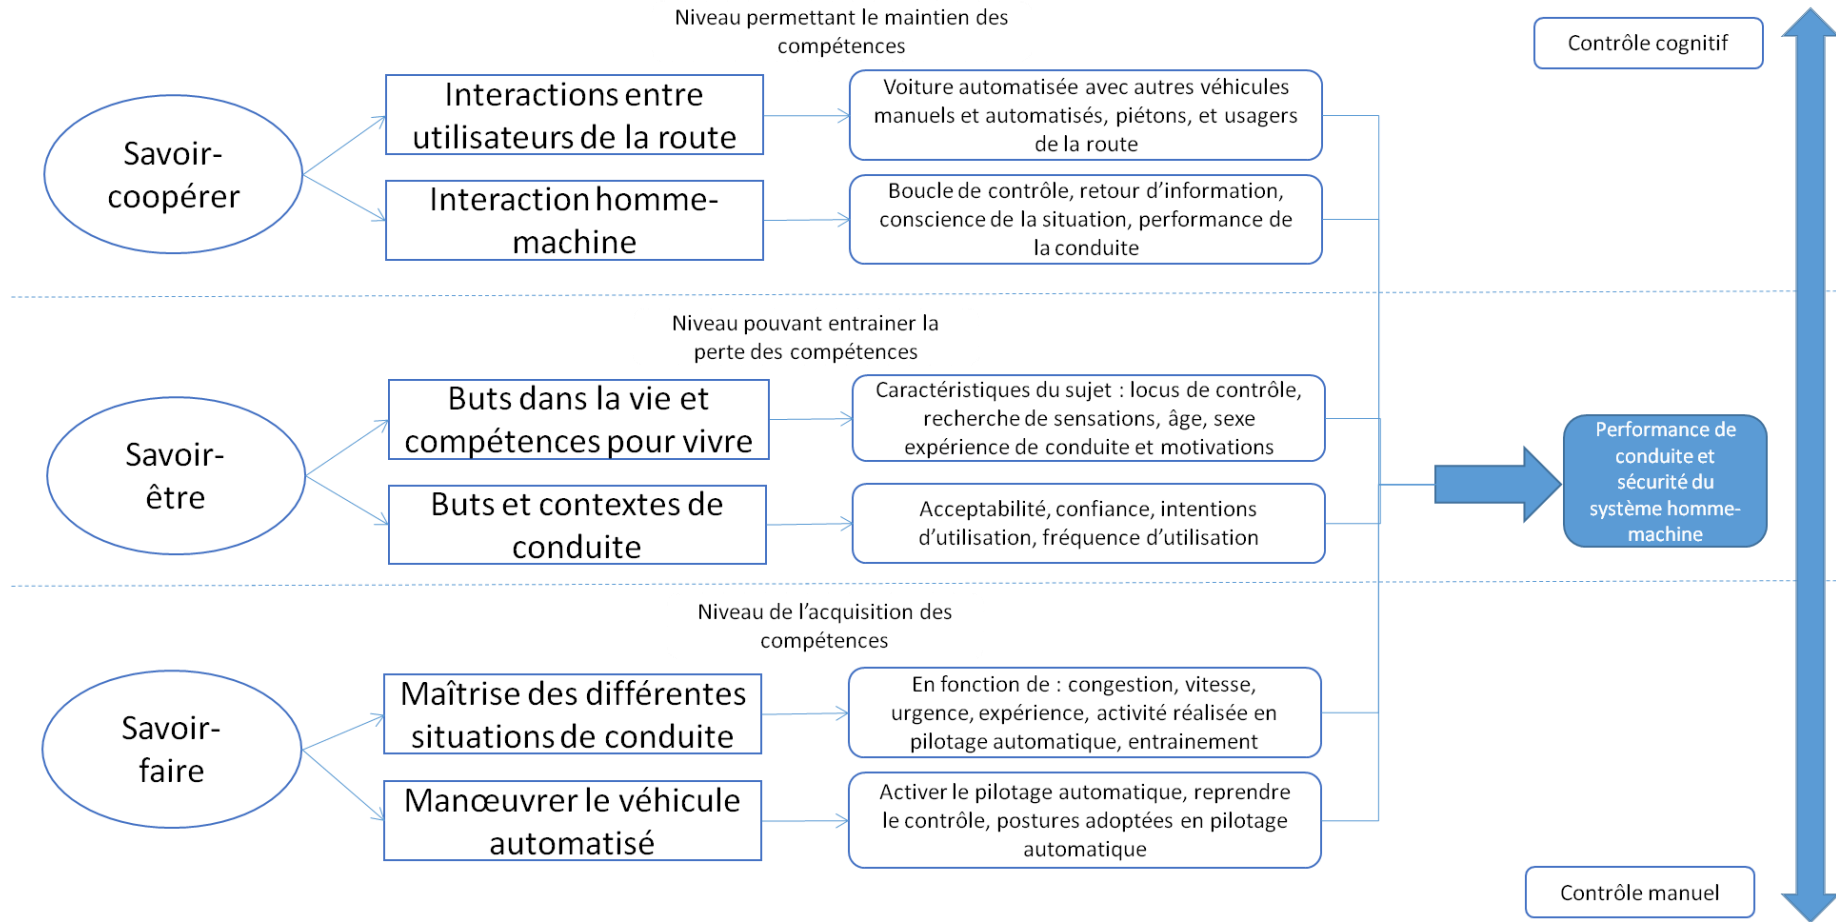 Niveau permettant le maintien des
compétences
Contrôle cognitif
Savoir-
coopérer
Interactions entre
utilisateurs de la route
Voiture automatisée avec autres véhicules
manuels et automatisés, piétons, et usagers
de la route
Interaction homme-
machine
Boucle de contrôle, retour d’information,
conscience de la situation, performance de
la conduite
Niveau pouvant entrainer la
perte des compétences
Savoir-
être
Buts dans la vie et
compétences pour vivre
Caractéristiques du sujet : locus de contrôle,
recherche de sensations, âge, sexe
expérience de conduite et motivations
Buts et contextes de
conduite
Acceptabilité, confiance, intentions
d’utilisation, fréquence d’utilisation
Performance de
conduite et
sécurité du
système homme-
machine
Niveau de l’acquisition des
compétences
Savoir-
faire
Maîtrise des différentes
situations de conduite
En fonction de : congestion, vitesse,
urgence, expérience, activité réalisée en
pilotage automatique, entrainement
Manœuvrer le véhicule
automatisé
Activer le pilotage automatique, reprendre
le contrôle, postures adoptées en pilotage
automatique
Contrôle manuel